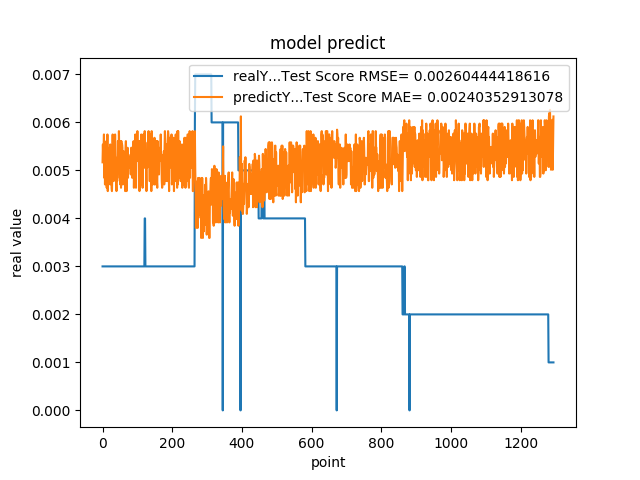 model predict
realY...Test Score RMSE= 0.00260444418616
predictY...Test Score MAE= 0.00240352913078
0.007
0.006
0.005
0.004
0.003
0.002
0.001
0.000
real value
0 200 400 600 800 1000 1200
point